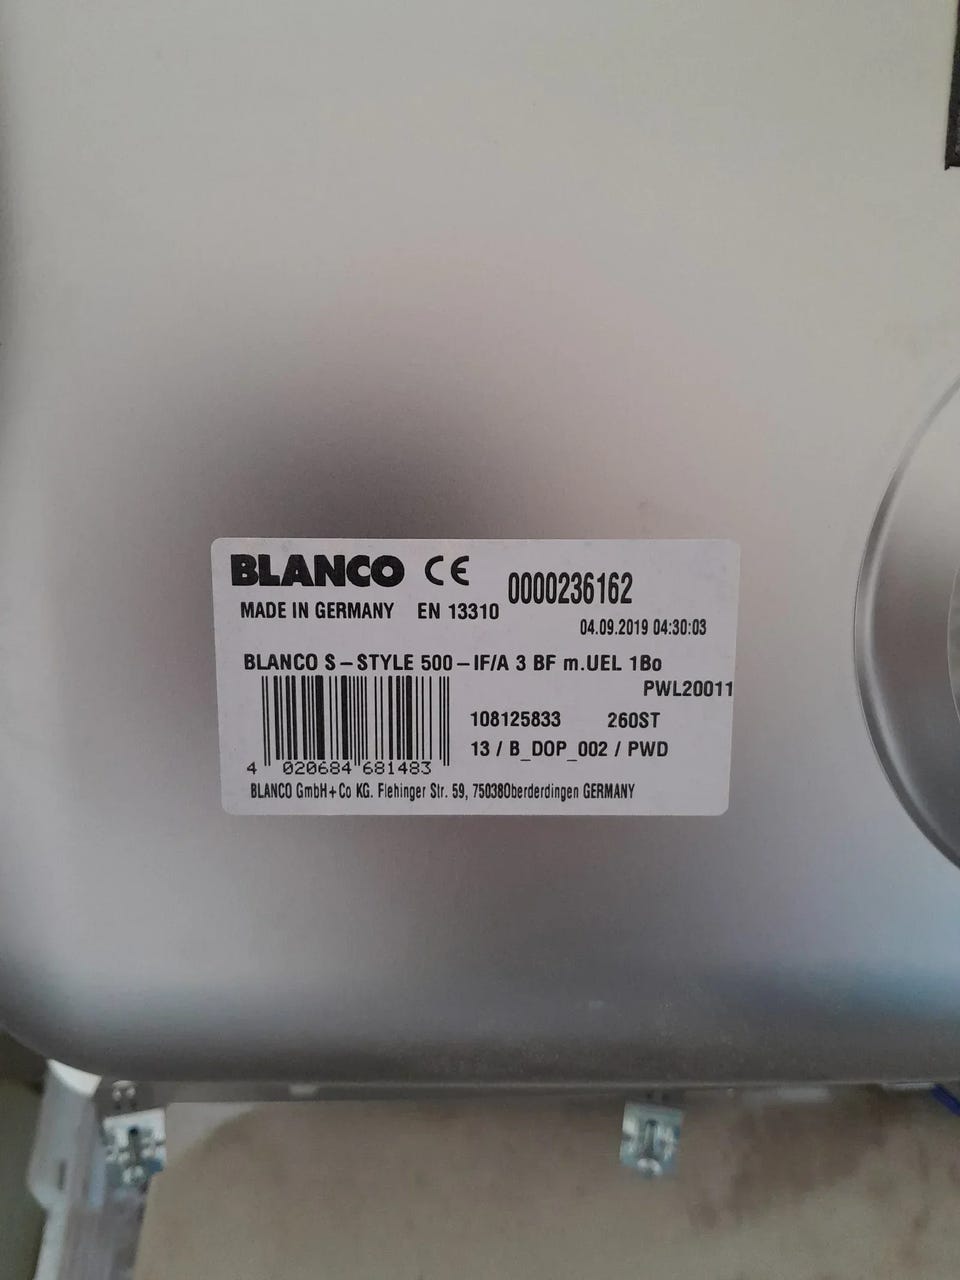 BLANCO CE 0000236162
MADE IN GERMANY EN 13310
04.09.2019 04:30:03
BLANCO S-STYLE 500-IF/A 3 BF m.UEL 1Bo
PWL20011
108125833 260ST
13 / B_DOP_002 / PWD
4 020684 681483
BLANCO GmbH+Co KG. Flehinger Str. 59, 75038Oberderdingen GERMANY